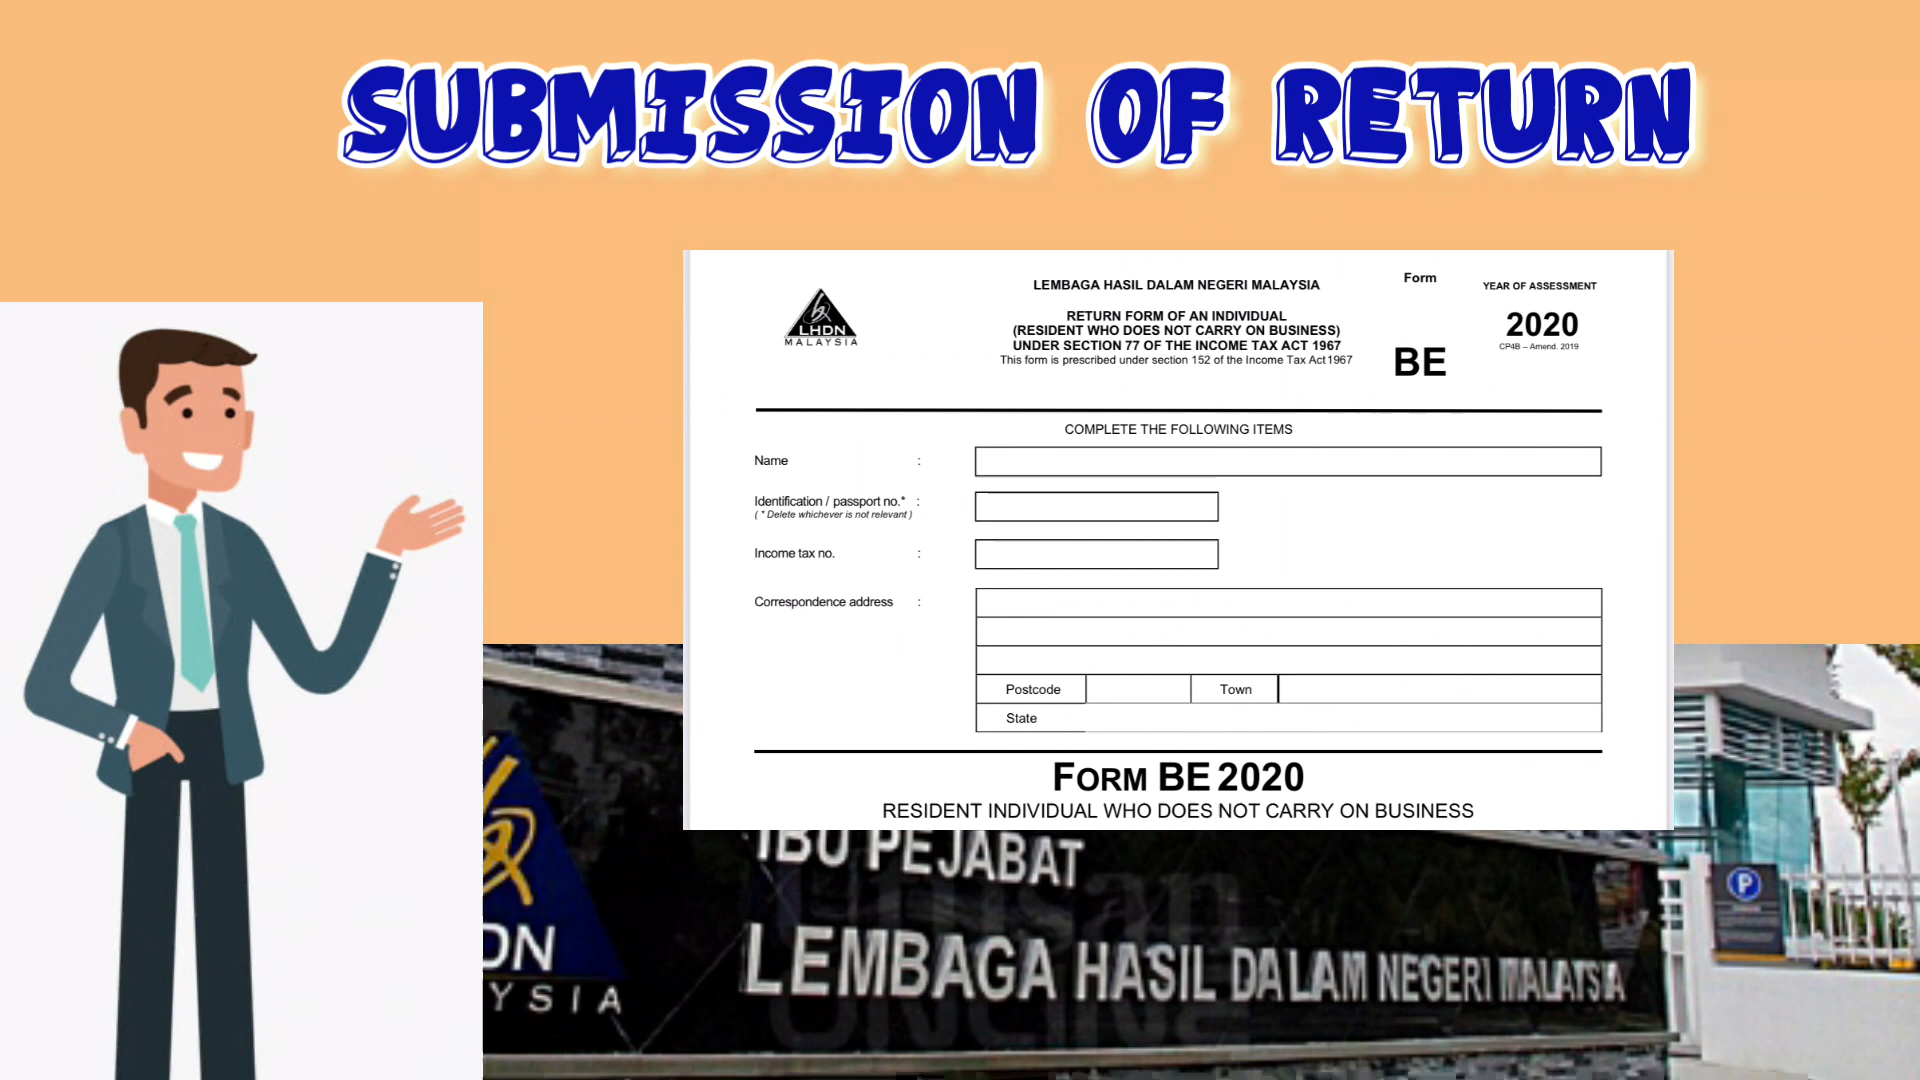 SUBMISSION OF RETURN
LHDN
MALAYSIA
LEMBAGA HASIL DALAM NEGERI MALAYSIA
RETURN FORM OF AN INDIVIDUAL
(RESIDENT WHO DOES NOT CARRY ON BUSINESS)
UNDER SECTION 77 OF THE INCOME TAX ACT 1967
This form is prescribed under section 152 of the Income Tax Act 1967
Form
BE
YEAR OF ASSESSMENT
2020
CP4B – Amend. 2019
COMPLETE THE FOLLOWING ITEMS
Name :
Identification / passport no.* :
( * Delete whichever is not relevant )
Income tax no. :
Correspondence address :
Postcode
Town
State
FORM BE 2020
RESIDENT INDIVIDUAL WHO DOES NOT CARRY ON BUSINESS
IBU PEJABAT
LEMBAGA HASIL DALAM NEGERI MALAYSIA
DN
YSIA
P